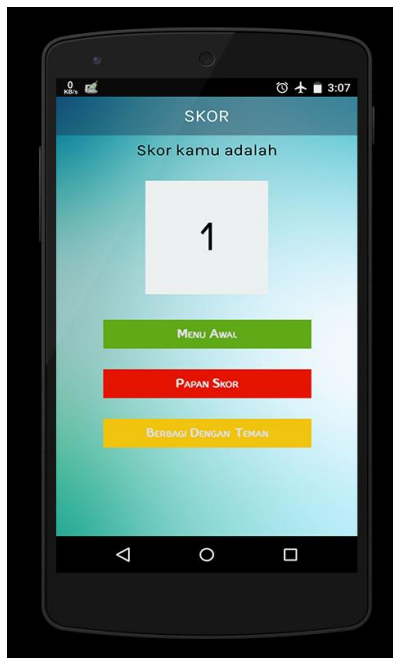 0
KB/s
3:07
SKOR
Skor kamu adalah
1
MENU AWAL
PAPAN SKOR
BERBAGI DENGAN TEMAN